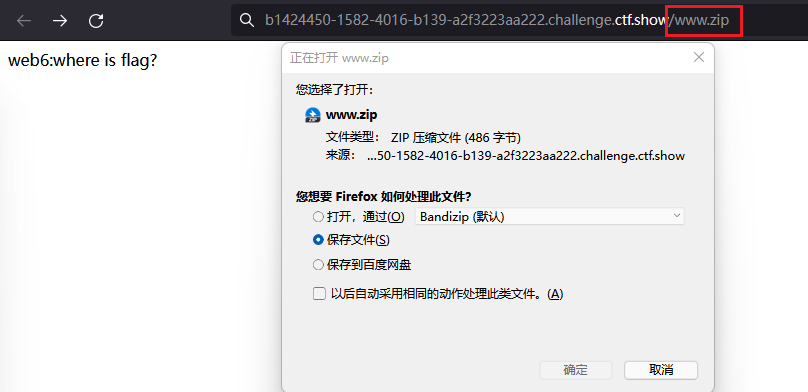 b1424450-1582-4016-b139-a2f3223aa222.challenge.ctf.show/www.zip
web6:where is flag?
正在打开 www.zip
您选择了打开：
ZIP
www.zip
文件类型： ZIP 压缩文件 (486 字节)
来源： ...50-1582-4016-b139-a2f3223aa222.challenge.ctf.show
您想要 Firefox 如何处理此文件?
打开，通过(O) Bandizip (默认)
保存文件(S)
保存到百度网盘
以后自动采用相同的动作处理此类文件。(A)
确定 取消